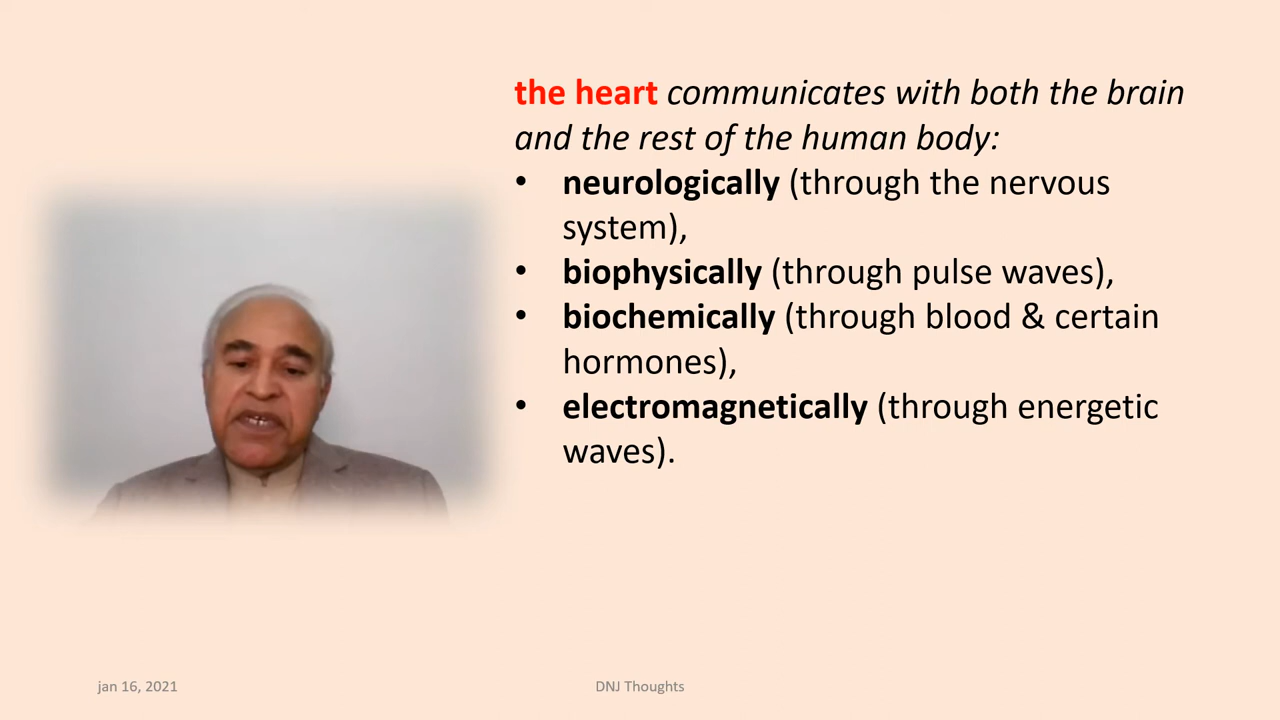 the heart communicates with both the brain
and the rest of the human body:
• neurologically (through the nervous
system),
• biophysically (through pulse waves),
• biochemically (through blood & certain
hormones),
• electromagnetically (through energetic
waves).
jan 16, 2021
DNJ Thoughts